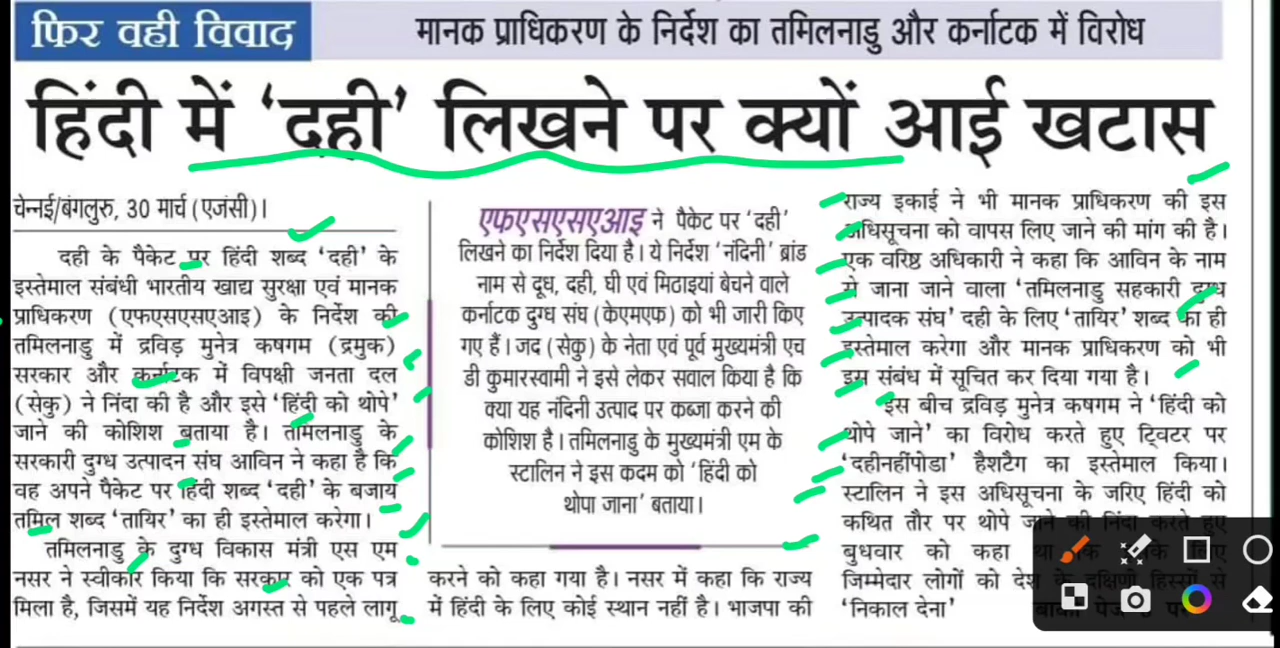 फिर वही विवाद
मानक प्राधिकरण के निर्देश का तमिलनाडु और कर्नाटक में विरोध
हिंदी में ‘दही’ लिखने पर क्यों आई खटास
चेन्नई/बंगलुरु, 30 मार्च (एजंसी)।
दही के पैकेट पर हिंदी शब्द ‘दही’ के
इस्तेमाल संबंधी भारतीय खाद्य सुरक्षा एवं मानक
प्राधिकरण (एफएसएसएआइ) के निर्देश की
तमिलनाडु में द्रविड़ मुनेत्र कषगम (द्रमुक)
सरकार और कर्नाटक में विपक्षी जनता दल
(सेकु) ने निंदा की है और इसे ‘हिंदी को थोपे’
जाने की कोशिश बताया है। तमिलनाडु के
सरकारी दुग्ध उत्पादन संघ आविन ने कहा है कि
वह अपने पैकेट पर हिंदी शब्द ‘दही’ के बजाय
तमिल शब्द ‘तायिर’ का ही इस्तेमाल करेगा।
तमिलनाडु के दुग्ध विकास मंत्री एस एम
नसर ने स्वीकार किया कि सरकार को एक पत्र
मिला है, जिसमें यह निर्देश अगस्त से पहले लागू
एफएसएसएआइ ने पैकेट पर ‘दही’
लिखने का निर्देश दिया है। ये निर्देश ‘नंदिनी’ ब्रांड
नाम से दूध, दही, घी एवं मिठाइयां बेचने वाले
कर्नाटक दुग्ध संघ (केएमएफ) को भी जारी किए
गए हैं। जद (सेकु) के नेता एवं पूर्व मुख्यमंत्री एच
डी कुमारस्वामी ने इसे लेकर सवाल किया है कि
क्या यह नंदिनी उत्पाद पर कब्जा करने की
कोशिश है। तमिलनाडु के मुख्यमंत्री एम के
स्टालिन ने इस कदम को ‘हिंदी को
थोपा जाना’ बताया।
करने को कहा गया है। नसर में कहा कि राज्य
में हिंदी के लिए कोई स्थान नहीं है। भाजपा की
राज्य इकाई ने भी मानक प्राधिकरण की इस
अधिसूचना को वापस लिए जाने की मांग की है।
एक वरिष्ठ अधिकारी ने कहा कि आविन के नाम
से जाना जाने वाला ‘तमिलनाडु सहकारी दुग्ध
उत्पादक संघ’ दही के लिए ‘तायिर’ शब्द का ही
इस्तेमाल करेगा और मानक प्राधिकरण को भी
इस संबंध में सूचित कर दिया गया है।
इस बीच द्रविड़ मुनेत्र कषगम ने ‘हिंदी को
थोपे जाने’ का विरोध करते हुए ट्विटर पर
‘दहीनहींपोडा’ हैशटैग का इस्तेमाल किया।
स्टालिन ने इस अधिसूचना के जरिए हिंदी को
कथित तौर पर थोपे जाने की निंदा करते हुए
बुधवार को कहा था कि इसके लिए
जिम्मेदार लोगों को देश के दक्षिणी हिस्सों से
‘निकाल देना’ बाकी पेज पर